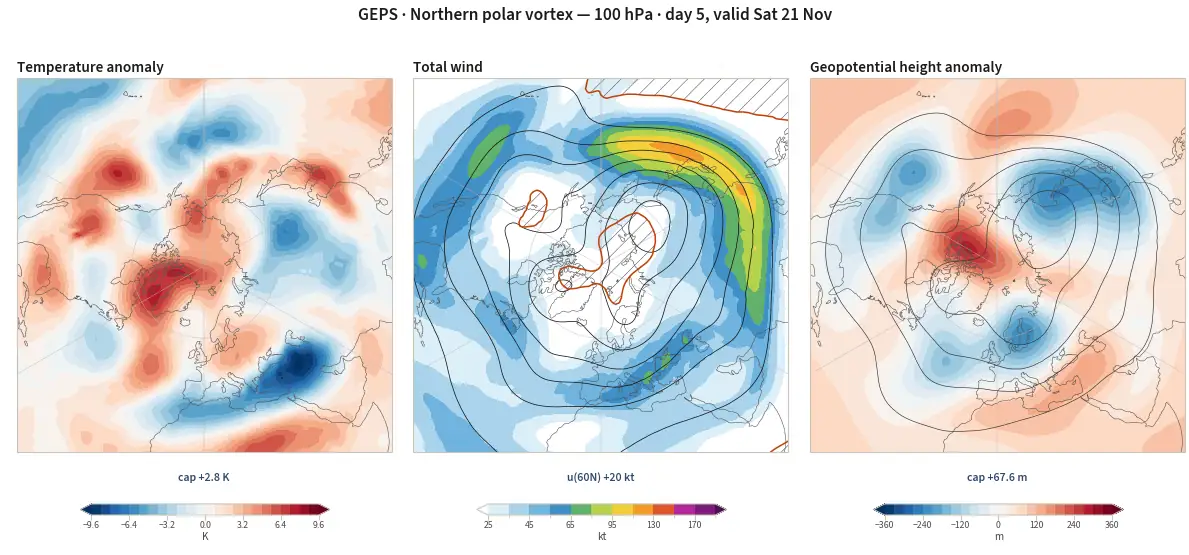 GEPS · Northern polar vortex — 100 hPa · day 5, valid Sat 21 Nov
Temperature anomaly
Total wind
Geopotential height anomaly
cap +2.8 K
u(60N) +20 kt
cap +67.6 m
−9.6 −6.4 −3.2 0.0 3.2 6.4 9.6
K
25 45 65 95 130 170
kt
−360 −240 −120 0 120 240 360
m